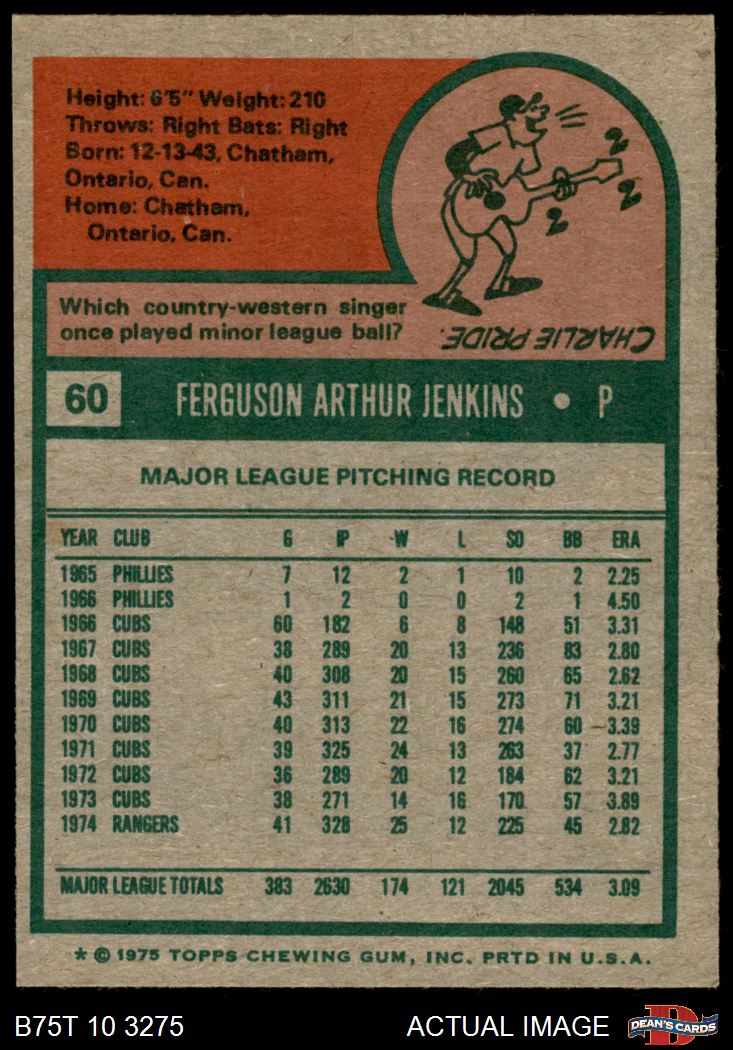 Height: 6'5" Weight: 210
Throws: Right Bats: Right
Born: 12-13-43, Chatham,
Ontario, Can.
Home: Chatham,
Ontario, Can.
Which country-western singer
once played minor league ball?
CHARLIE PRIDE.
60 FERGUSON ARTHUR JENKINS • P
MAJOR LEAGUE PITCHING RECORD
YEAR CLUB G IP W L SO BB ERA
1965 PHILLIES 7 12 2 1 10 2 2.25
1966 PHILLIES 1 2 0 0 2 1 4.50
1966 CUBS 60 182 6 8 148 51 3.31
1967 CUBS 38 289 20 13 236 83 2.80
1968 CUBS 40 308 20 15 260 65 2.62
1969 CUBS 43 311 21 15 273 71 3.21
1970 CUBS 40 313 22 16 274 60 3.39
1971 CUBS 39 325 24 13 263 37 2.77
1972 CUBS 36 289 20 12 184 62 3.21
1973 CUBS 38 271 14 16 170 57 3.89
1974 RANGERS 41 328 25 12 225 45 2.82
MAJOR LEAGUE TOTALS 383 2630 174 121 2045 534 3.09
* © 1975 TOPPS CHEWING GUM, INC. PRTD IN U.S.A.
B75T 10 3275 ACTUAL IMAGE D DEAN'S CARDS